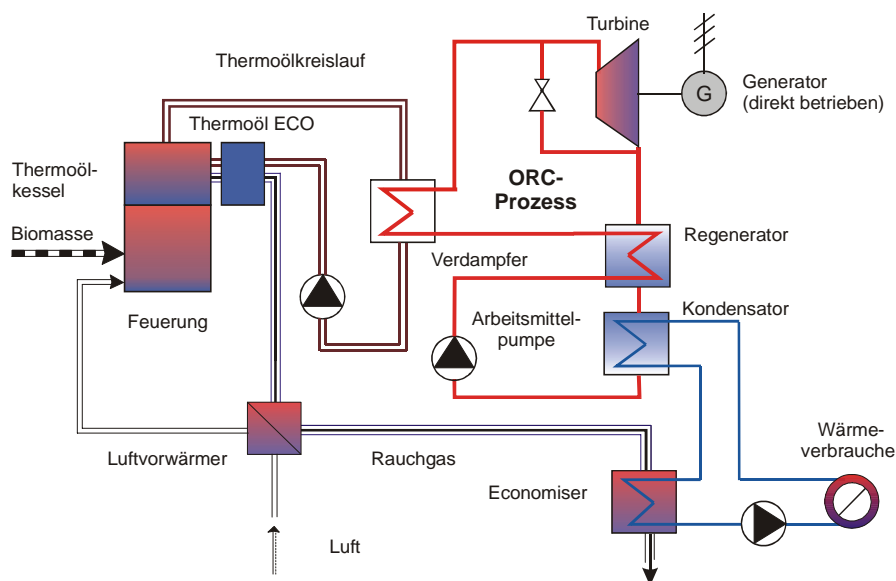 Turbine
Thermoölkreislauf
Generator
(direkt betrieben)
G
Thermoöl ECO
Thermoöl-
kessel
ORC-
Prozess
Biomasse
Verdampfer
Regenerator
Feuerung
Arbeitsmittel-
pumpe
Kondensator
Luftvorwärmer
Rauchgas
Economiser
Wärme-
verbrauche
Luft